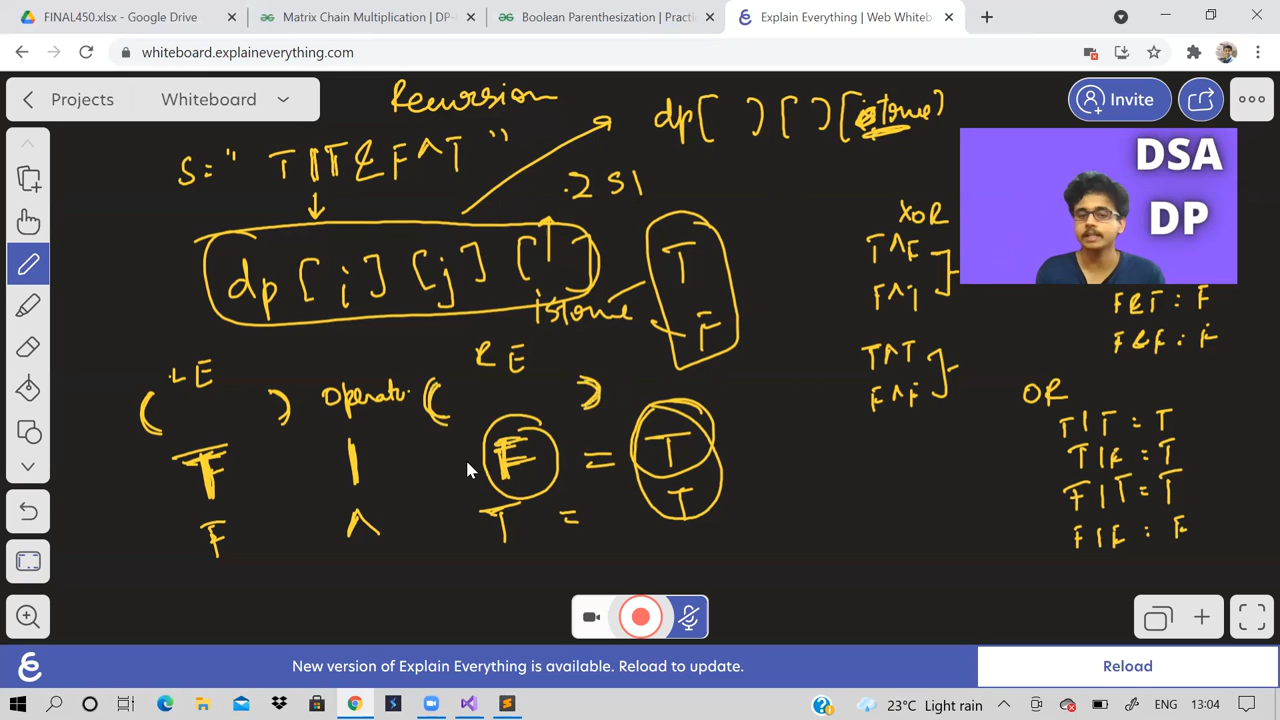 FINAL450.xlsx - Google Drive
Matrix Chain Multiplication | DP-
Boolean Parenthesization | Practi
Explain Everything | Web Whiteb
whiteboard.explaineverything.com
Projects
Whiteboard
Invite
Recursion
dp[ ][ ][istrue]
S= " T|T & F ^ T "
.2 51
DSA
DP
XOR
T^F
F^T
dp[i][j][ ]
istrue
T
F
F & T : F
F & F : F
T^T
F^F
LE
RE
( ) Operator ( )
OR
T | T = T
T | F = T
F | T = T
F | F : F
T | F = T
F ^ T = T
New version of Explain Everything is available. Reload to update.
Reload
23°C Light rain
ENG
13:04